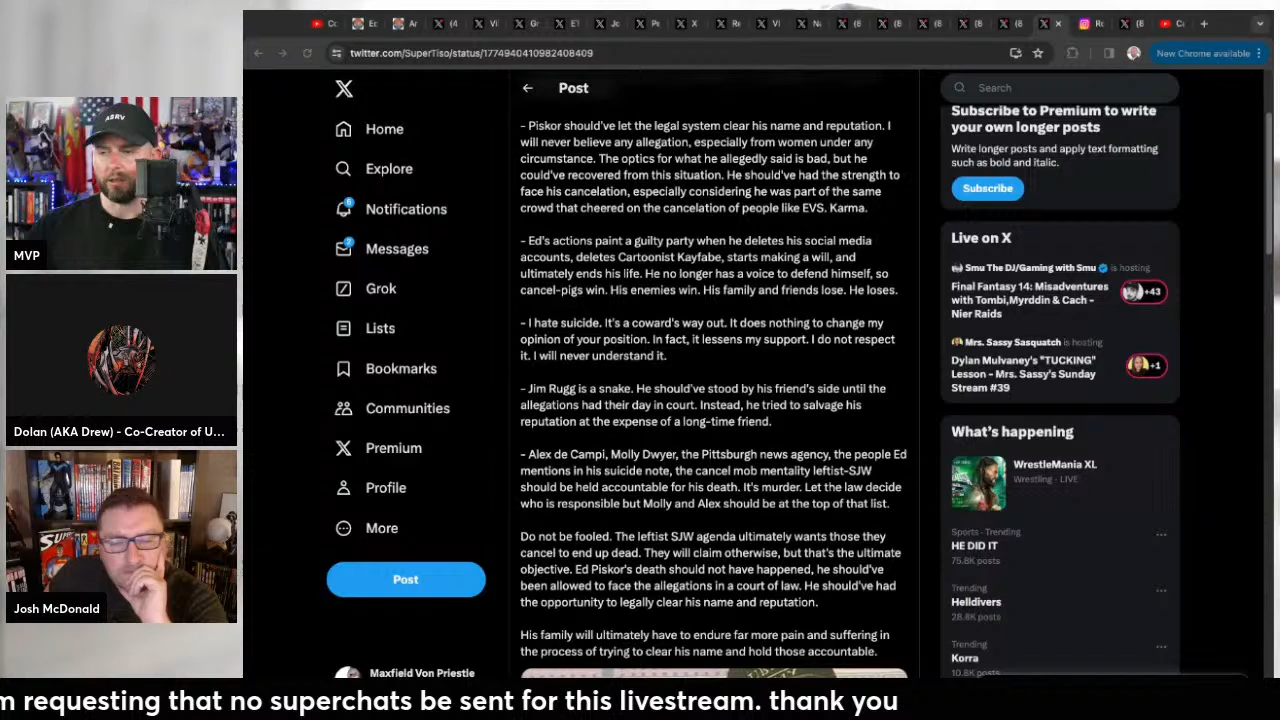 twitter.com/SuperTiso/status/1774940410982408409
New Chrome available
Home
Explore
Notifications
Messages
Grok
Lists
Bookmarks
Communities
Premium
Profile
More
Post
Maxfield Von Priestle
Post
- Piskor should've let the legal system clear his name and reputation. I
will never believe any allegation, especially from women under any
circumstance. The optics for what he allegedly said is bad, but he
could've recovered from this situation. He should've had the strength to
face his cancelation, especially considering he was part of the same
crowd that cheered on the cancelation of people like EVS. Karma.
- Ed's actions paint a guilty party when he deletes his social media
accounts, deletes Cartoonist Kayfabe, starts making a will, and
ultimately ends his life. He no longer has a voice to defend himself, so
cancel-pigs win. His enemies win. His family and friends lose. He loses.
- I hate suicide. It's a coward's way out. It does nothing to change my
opinion of your position. In fact, it lessens my support. I do not respect
it. I will never understand it.
- Jim Rugg is a snake. He should've stood by his friend's side until the
allegations had their day in court. Instead, he tried to salvage his
reputation at the expense of a long-time friend.
- Alex de Campi, Molly Dwyer, the Pittsburgh news agency, the people Ed
mentions in his suicide note, the cancel mob mentality leftist-SJW
should be held accountable for his death. It's murder. Let the law decide
who is responsible but Molly and Alex should be at the top of that list.
Do not be fooled. The leftist SJW agenda ultimately wants those they
cancel to end up dead. They will claim otherwise, but that's the ultimate
objective. Ed Piskor's death should not have happened, he should've
been allowed to face the allegations in a court of law. He should've had
the opportunity to legally clear his name and reputation.
His family will ultimately have to endure far more pain and suffering in
the process of trying to clear his name and hold those accountable.
Search
Subscribe to Premium to write
your own longer posts
Write longer posts and apply text formatting
such as bold and italic.
Subscribe
Live on X
Smu The DJ/Gaming with Smu is hosting
Final Fantasy 14: Misadventures
with Tombi,Myrddin & Cach -
Nier Raids
+43
Mrs. Sassy Sasquatch is hosting
Dylan Mulvaney's "TUCKING"
Lesson - Mrs. Sassy's Sunday
Stream #39
+1
What's happening
WrestleMania XL
Wrestling · LIVE
Sports · Trending
HE DID IT
75.8K posts
Trending
Helldivers
28.8K posts
Trending
Korra
10.8K posts
MVP
Dolan (AKA Drew) - Co-Creator of U...
Josh McDonald
m requesting that no superchats be sent for this livestream. thank you